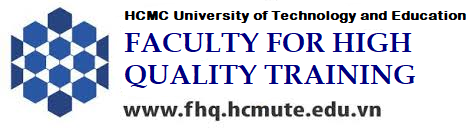 HCMC University of Technology and Education
FACULTY FOR HIGH
QUALITY TRAINING
www.fhq.hcmute.edu.vn